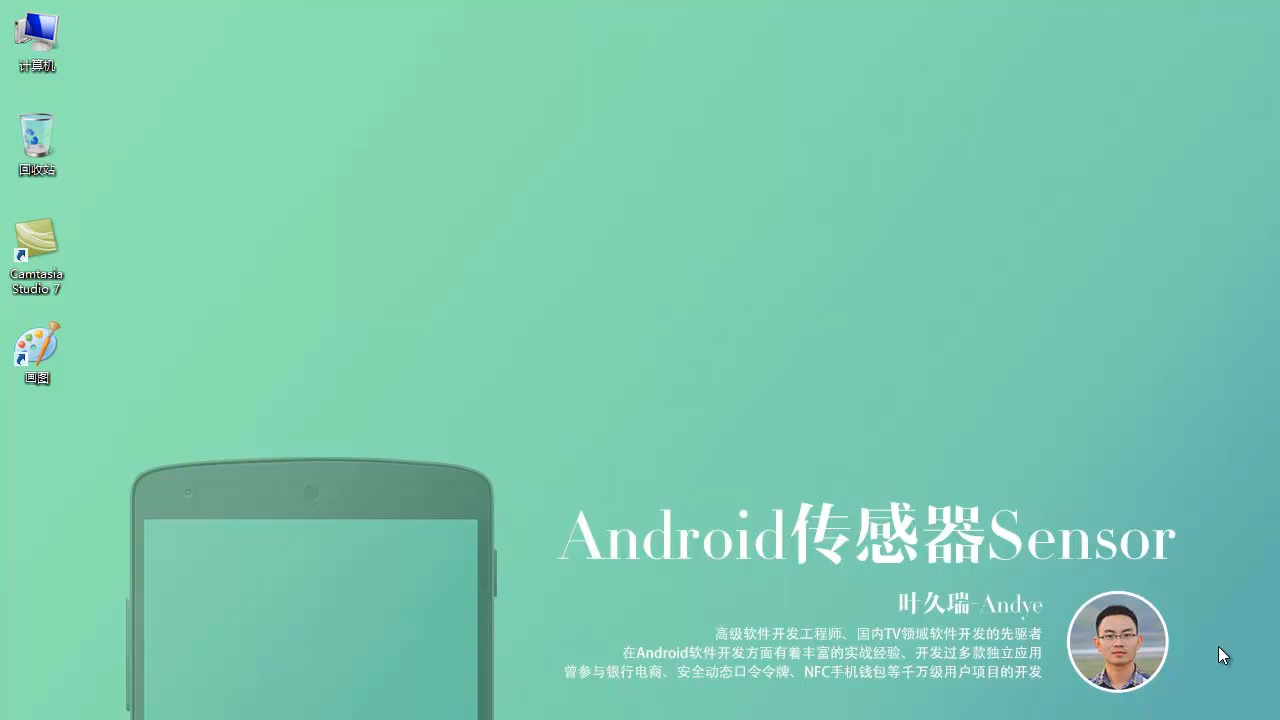 计算机
回收站
Camtasia
Studio 7
画图
Android传感器Sensor
叶久瑞-Andye
高级软件开发工程师、国内TV领域软件开发的先驱者
在Android软件开发方面有着丰富的实战经验、开发过多款独立应用
曾参与银行电商、安全动态口令令牌、NFC手机钱包等千万级用户项目的开发